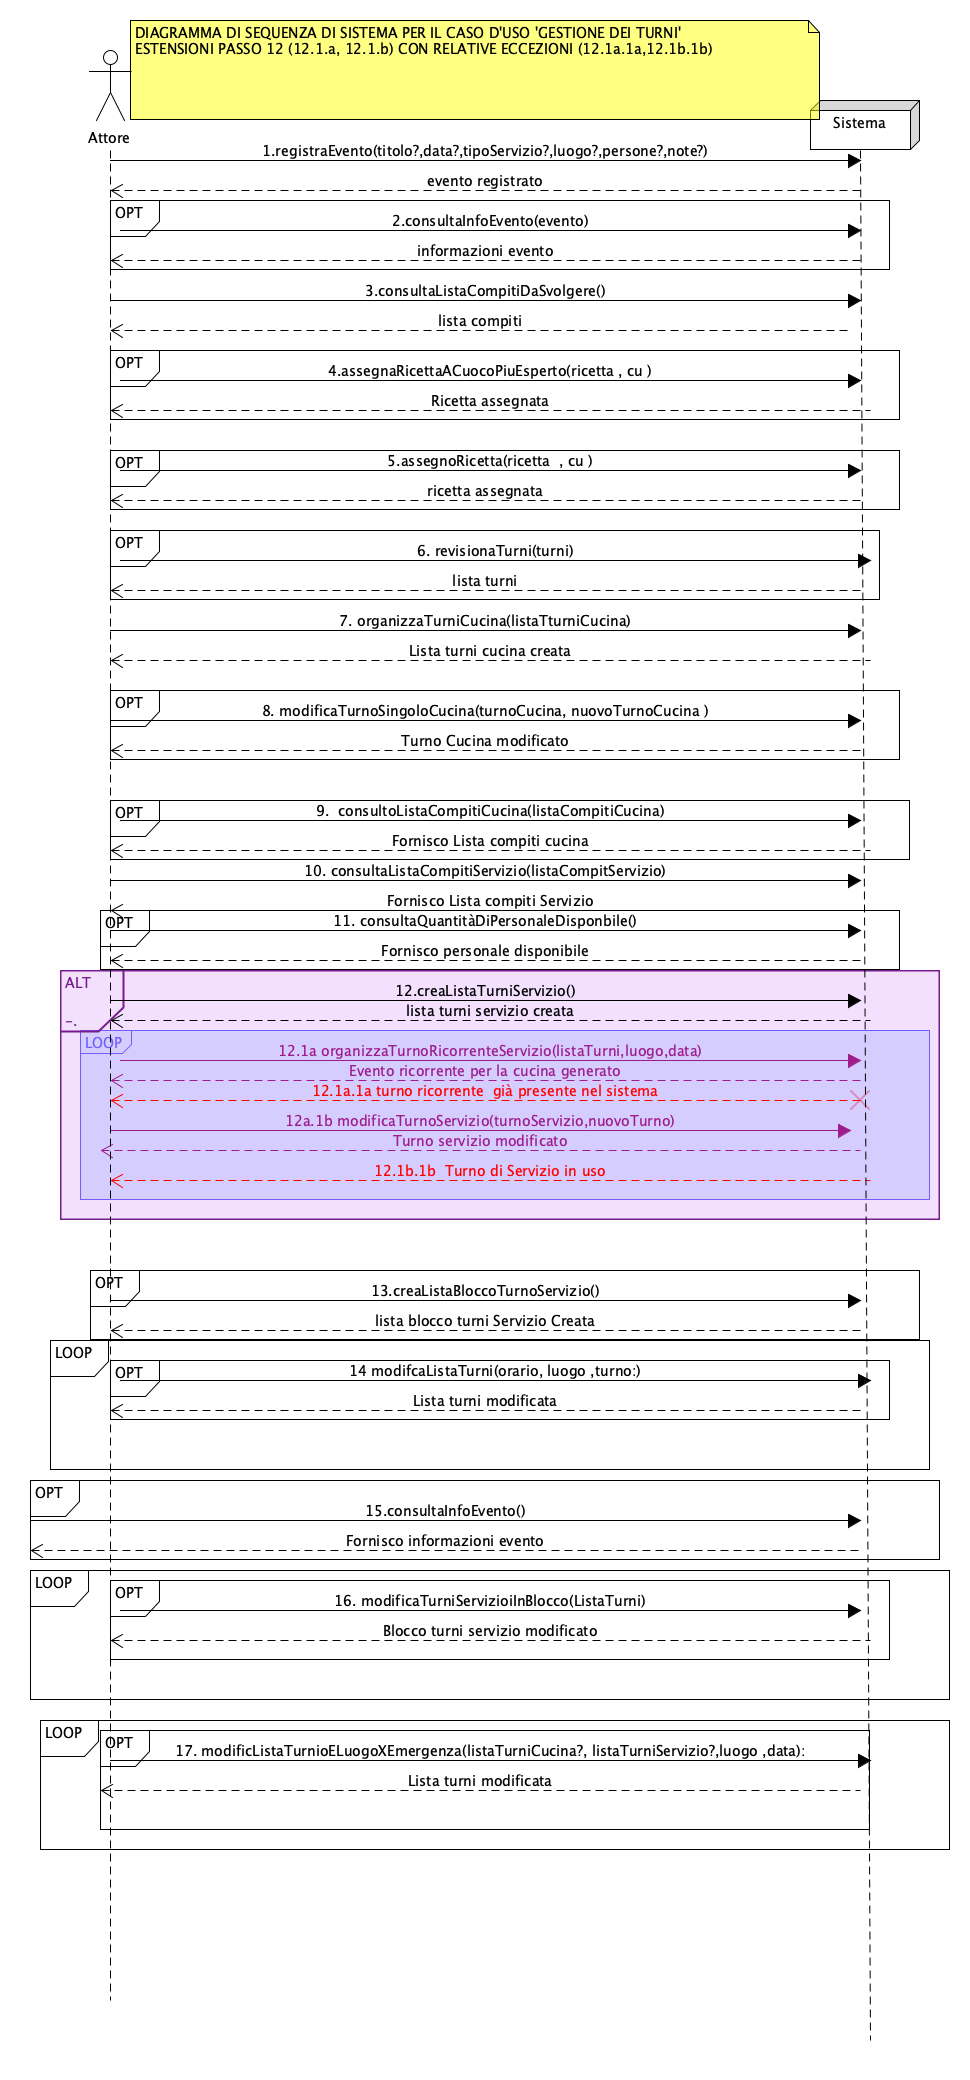 DIAGRAMMA DI SEQUENZA DI SISTEMA PER IL CASO D'USO 'GESTIONE DEI TURNI'
ESTENSIONI PASSO 12 (12.1.a, 12.1.b) CON RELATIVE ECCEZIONI (12.1a.1a,12.1b.1b)
Sistema
Attore
1.registraEvento(titolo?,data?,tipoServizio?,luogo?,persone?,note?)
evento registrato
OPT
2.consultaInfoEvento(evento)
informazioni evento
3.consultaListaCompitiDaSvolgere()
lista compiti
OPT
4.assegnaRicettaACuocoPiuEsperto(ricetta , cu )
Ricetta assegnata
OPT
5.assegnoRicetta(ricetta  , cu )
ricetta assegnata
OPT
6. revisionaTurni(turni)
lista turni
7. organizzaTurniCucina(listaTturniCucina)
Lista turni cucina creata
OPT
8. modificaTurnoSingoloCucina(turnoCucina, nuovoTurnoCucina )
Turno Cucina modificato
OPT
9.  consultoListaCompitiCucina(listaCompitiCucina)
Fornisco Lista compiti cucina
10. consultaListaCompitiServizio(listaCompitServizio)
Fornisco Lista compiti Servizio
OPT
11. consultaQuantitàDiPersonaleDisponbile()
Fornisco personale disponibile
ALT
12.creaListaTurniServizio()
lista turni servizio creata
–.
LOOP
12.1a organizzaTurnoRicorrenteServizio(listaTurni,luogo,data)
Evento ricorrente per la cucina generato
12.1a.1a turno ricorrente  già presente nel sistema
12a.1b modificaTurnoServizio(turnoServizio,nuovoTurno)
Turno servizio modificato
12.1b.1b  Turno di Servizio in uso
OPT
13.creaListaBloccoTurnoServizio()
lista blocco turni Servizio Creata
LOOP
OPT
14 modifcaListaTurni(orario, luogo ,turno:)
Lista turni modificata
OPT
15.consultaInfoEvento()
Fornisco informazioni evento
LOOP
OPT
16. modificaTurniServizioiInBlocco(ListaTurni)
Blocco turni servizio modificato
LOOP
OPT
17. modificListaTurnioELuogoXEmergenza(listaTurniCucina?, listaTurniServizio?,luogo ,data):
Lista turni modificata